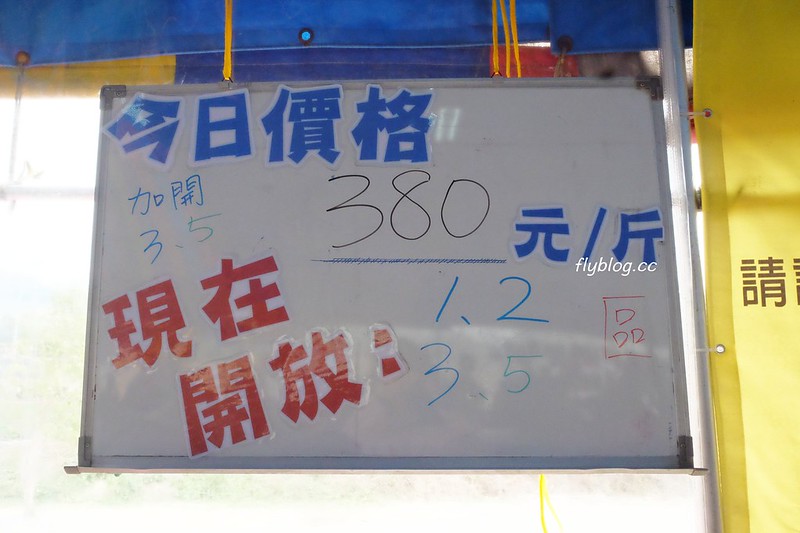 今日價格
加開
3、5
380 元/斤
flyblog.cc
現在
開放：
1、2
3、5
品
請